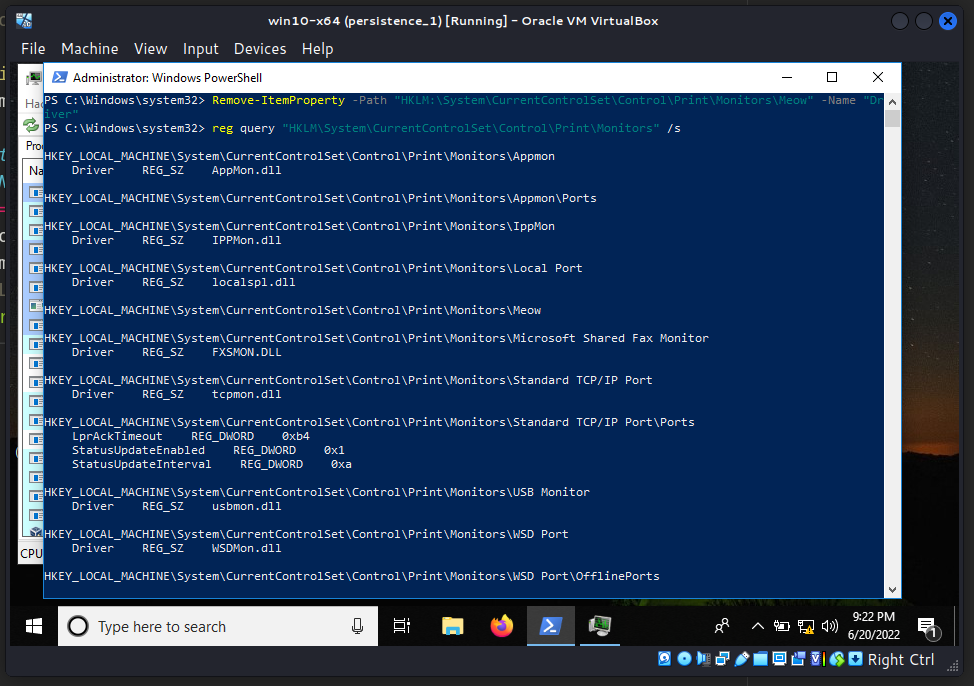 win10-x64 (persistence_1) [Running] - Oracle VM VirtualBox
File Machine View Input Devices Help
Administrator: Windows PowerShell
PS C:\Windows\system32> Remove-ItemProperty -Path "HKLM:\System\CurrentControlSet\Control\Print\Monitors\Meow" -Name "Dr
iver"
PS C:\Windows\system32> reg query "HKLM\System\CurrentControlSet\Control\Print\Monitors" /s
HKEY_LOCAL_MACHINE\System\CurrentControlSet\Control\Print\Monitors\Appmon
Driver REG_SZ AppMon.dll
HKEY_LOCAL_MACHINE\System\CurrentControlSet\Control\Print\Monitors\Appmon\Ports
HKEY_LOCAL_MACHINE\System\CurrentControlSet\Control\Print\Monitors\IppMon
Driver REG_SZ IPPMon.dll
HKEY_LOCAL_MACHINE\System\CurrentControlSet\Control\Print\Monitors\Local Port
Driver REG_SZ localspl.dll
HKEY_LOCAL_MACHINE\System\CurrentControlSet\Control\Print\Monitors\Meow
HKEY_LOCAL_MACHINE\System\CurrentControlSet\Control\Print\Monitors\Microsoft Shared Fax Monitor
Driver REG_SZ FXSMON.DLL
HKEY_LOCAL_MACHINE\System\CurrentControlSet\Control\Print\Monitors\Standard TCP/IP Port
Driver REG_SZ tcpmon.dll
HKEY_LOCAL_MACHINE\System\CurrentControlSet\Control\Print\Monitors\Standard TCP/IP Port\Ports
LprAckTimeout REG_DWORD 0xb4
StatusUpdateEnabled REG_DWORD 0x1
StatusUpdateInterval REG_DWORD 0xa
HKEY_LOCAL_MACHINE\System\CurrentControlSet\Control\Print\Monitors\USB Monitor
Driver REG_SZ usbmon.dll
HKEY_LOCAL_MACHINE\System\CurrentControlSet\Control\Print\Monitors\WSD Port
Driver REG_SZ WSDMon.dll
HKEY_LOCAL_MACHINE\System\CurrentControlSet\Control\Print\Monitors\WSD Port\OfflinePorts
CPU
Type here to search
9:22 PM
6/20/2022
1
Right Ctrl